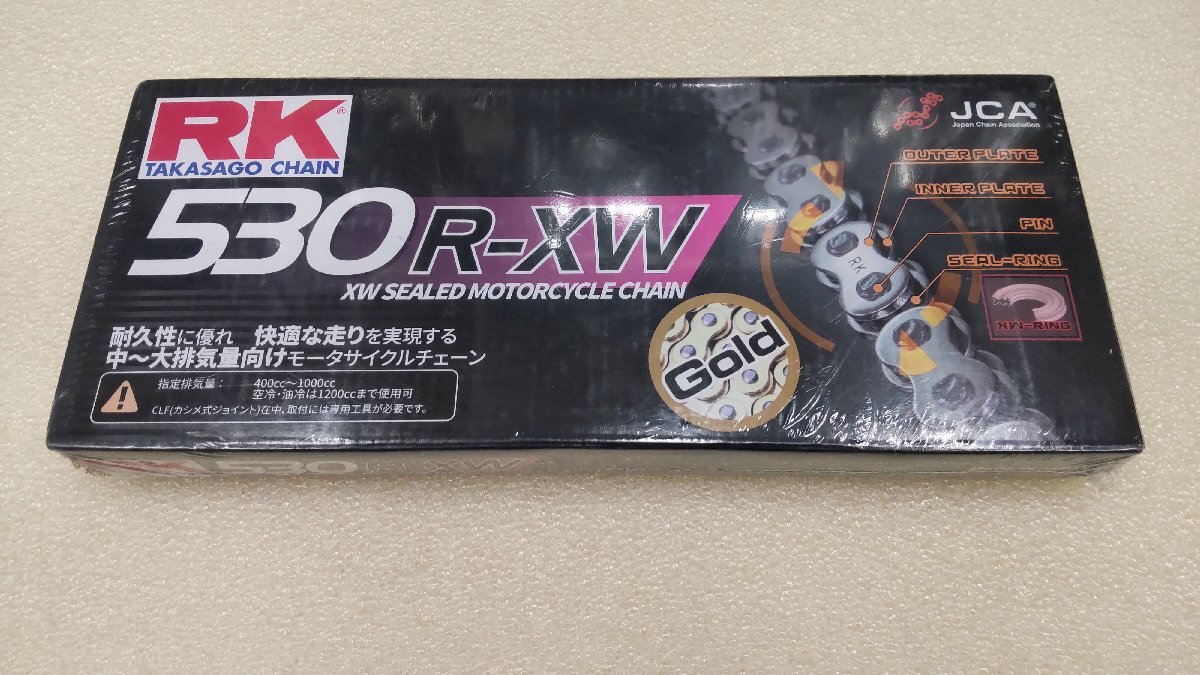 RK®
TAKASAGO CHAIN
530 R-XW
XW SEALED MOTORCYCLE CHAIN
耐久性に優れ 快適な走りを実現する
中～大排気量向けモータサイクルチェーン
指定排気量： 400cc～1000cc
空冷・油冷は1200ccまで使用可
CLF(カシメ式ジョイント)在中、取付には専用工具が必要です。
Gold
JCA®
Japan Chain Association
OUTER PLATE
INNER PLATE
PIN
SEAL-RING
XW-RING
RK
530 R-XW